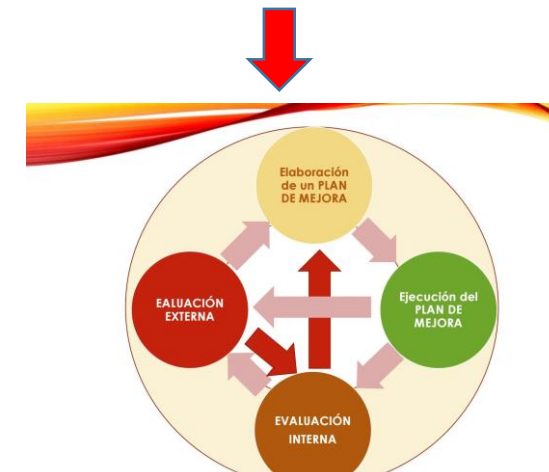 Elaboración
de un PLAN
DE MEJORA
EALUACIÓN
EXTERNA
Ejecución del
PLAN DE
MEJORA
EVALUACIÓN
INTERNA